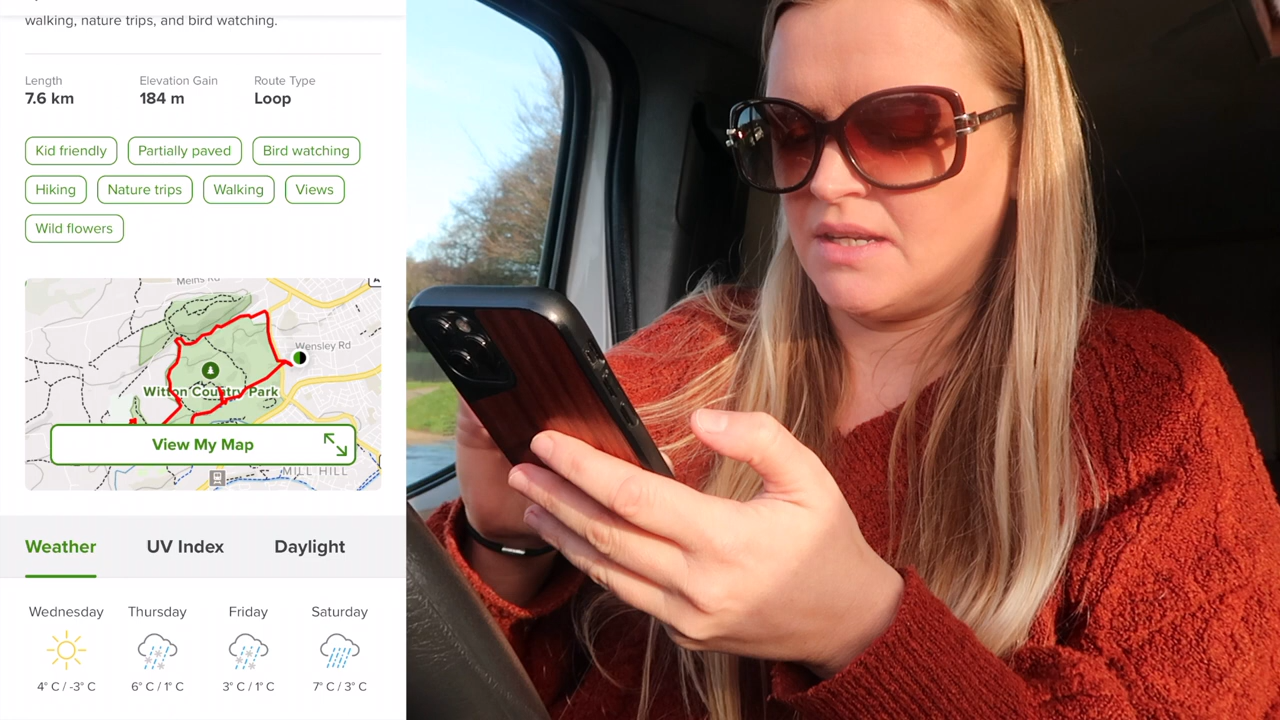 walking, nature trips, and bird watching.
Length Elevation Gain Route Type
7.6 km 184 m Loop
Kid friendly Partially paved Bird watching
Hiking Nature trips Walking Views
Wild flowers
Meins Rd
Wensley Rd
Witton Country Park
View My Map
MILL HILL
Weather UV Index Daylight
Wednesday Thursday Friday Saturday
4° C / -3° C 6° C / 1° C 3° C / 1° C 7° C / 3° C